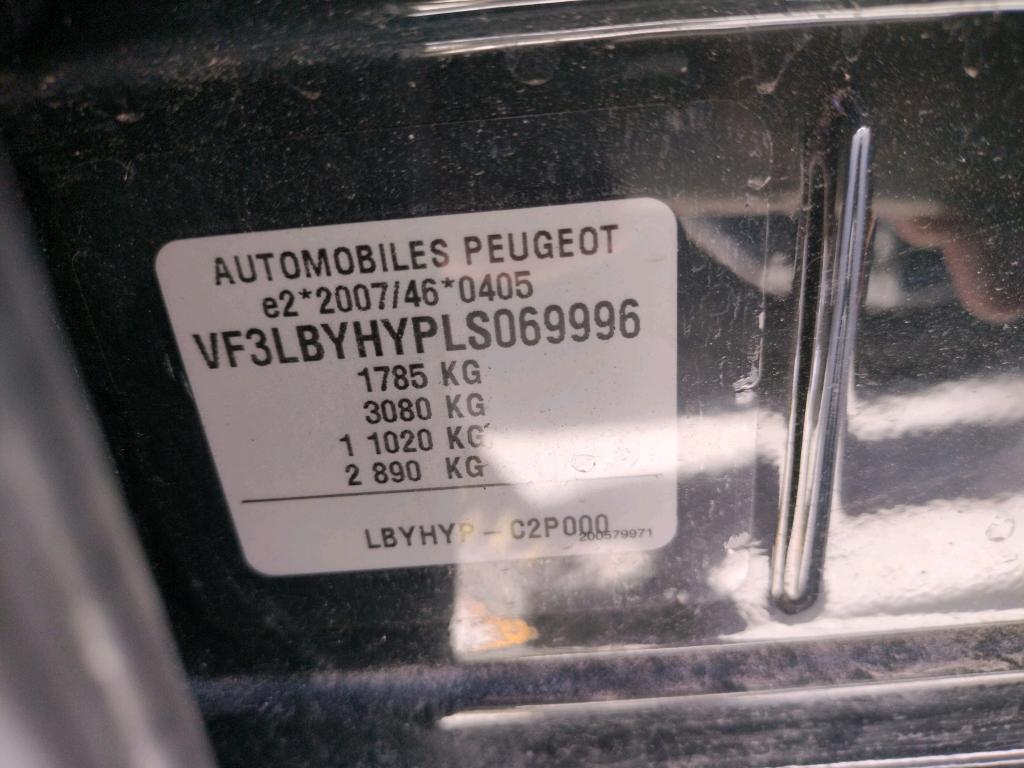 AUTOMOBILES PEUGEOT
e2*2007/46*0405
VF3LBYHYPLS069996
1785 KG
3080 KG
1 1020 KG
2 890 KG
LBYHYP - C2P000
200579971